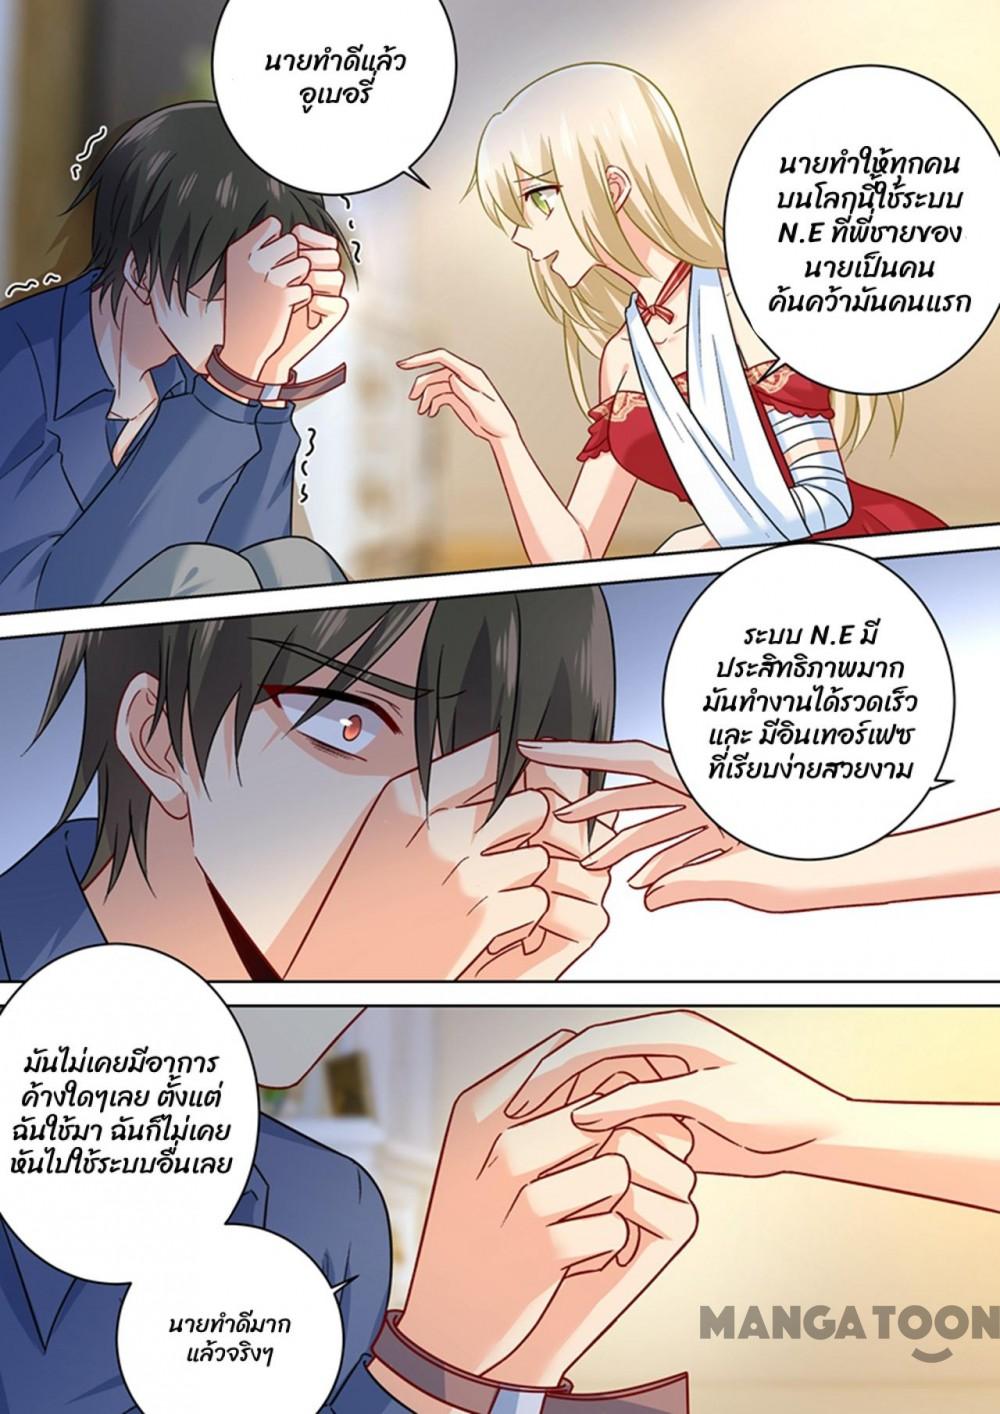 นายทำดีแล้ว
อูเบอรี่
นายทำให้ทุกคน
บนโลกนี้ใช้ระบบ
N.E ที่พี่ชายของ
นายเป็นคน
ค้นคว้ามันคนแรก
ระบบ N.E มี
ประสิทธิภาพมาก
มันทำงานได้รวดเร็ว
และ มีอินเทอร์เฟซ
ที่เรียบง่ายสวยงาม
มันไม่เคยมีอาการ
ค้างใดๆเลย ตั้งแต่
ฉันใช้มา ฉันก็ไม่เคย
หันไปใช้ระบบอื่นเลย
นายทำดีมาก
แล้วจริงๆ
MANGATOON